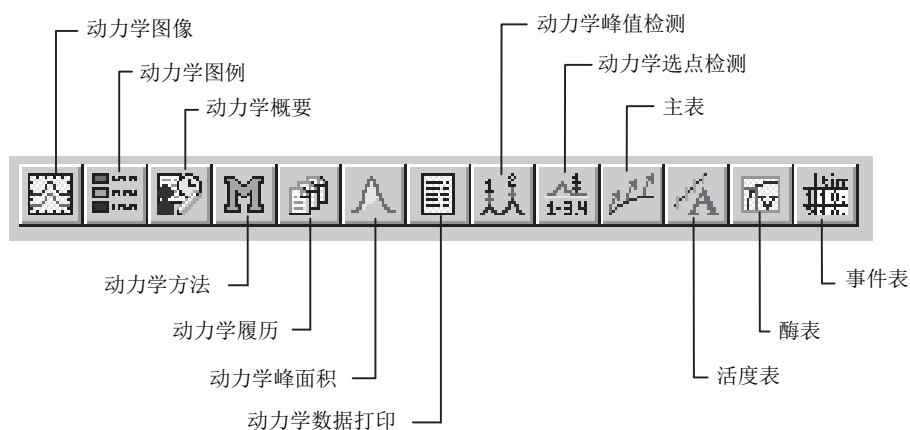 动力学图像
动力学峰值检测
动力学图例
动力学选点检测
动力学概要
主表
M
1 2
1-3.4
动力学方法
事件表
动力学履历
酶表
动力学峰面积
活度表
动力学数据打印